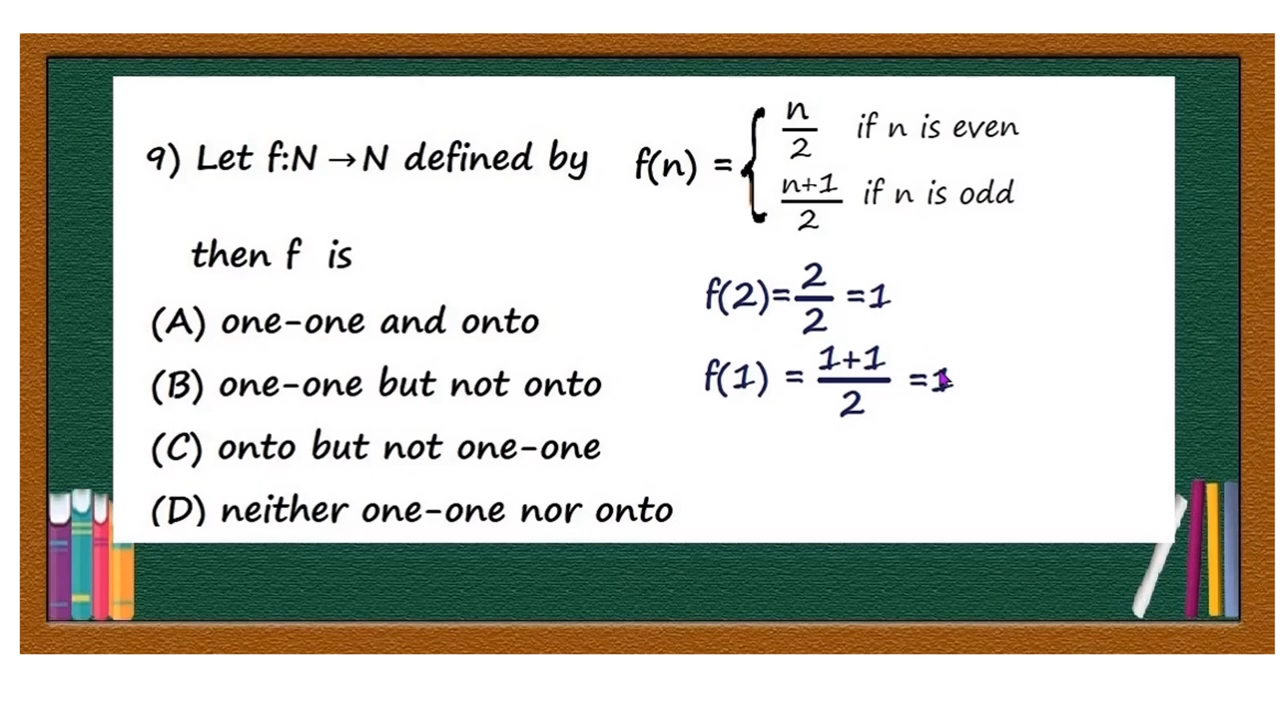 9) Let f:N → N defined by f(n) = { n/2 if n is even
(n+1)/2 if n is odd
then f is
f(2)=2/2 =1
(A) one-one and onto
f(1) = (1+1)/2 =1
(B) one-one but not onto
(C) onto but not one-one
(D) neither one-one nor onto